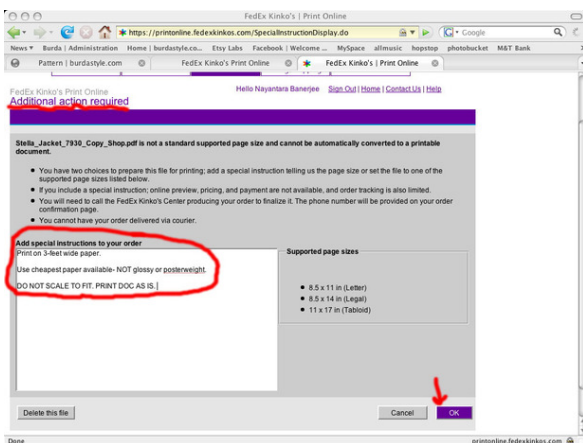 FedEx Kinko's | Print Online
https://printonline.fedexkinkos.com/SpecialInstructionDisplay.do
Google
News Burda | Administration Home | burdastyle.co... Etsy Labs Facebook | Welcome ... MySpace allmusic hopstop photobucket M&T Bank
Pattern | burdastyle.com FedEx Kinko's Print Online FedEx Kinko's | Print Online
FedEx Kinko's Print Online Hello Nayantara Banerjee Sign Out | Home | Contact Us | Help
Additional action required
Stella_Jacket_7930_Copy_Shop.pdf is not a standard supported page size and cannot be automatically converted to a printable
document.
You have two choices to prepare this file for printing; add a special instruction telling us the page size or set the file to one of the
supported page sizes listed below.
If you include a special instruction; online preview, pricing, and payment are not available, and order tracking is also limited.
You will need to call the FedEx Kinko's Center producing your order to finalize it. The phone number will be provided on your order
confirmation page.
You cannot have your order delivered via courier.
Add special instructions to your order
Print on 3-feet wide paper.
Supported page sizes
Use cheapest paper available- NOT glossy or posterweight.
DO NOT SCALE TO FIT. PRINT DOC AS IS.
8.5 x 11 in (Letter)
8.5 x 14 in (Legal)
11 x 17 in (Tabloid)
Delete this file Cancel OK
Done printonline.fedexkinkos.com